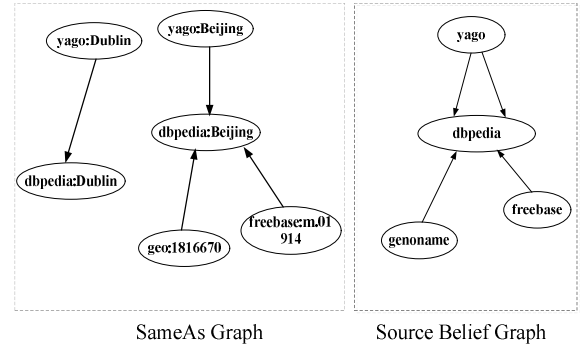 yago:Dublin
yago:Beijing
dbpedia:Beijing
dbpedia:Dublin
geo:1816670
freebase:m.01
914
SameAs Graph
yago
dbpedia
genoname
freebase
Source Belief Graph